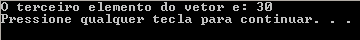 O terceiro elemento do vetor e: 30
Pressione qualquer tecla para continuar. . .